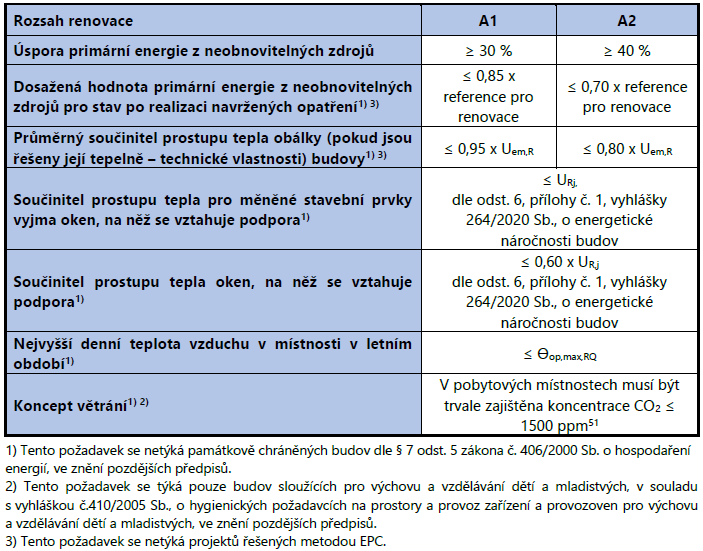 Rozsah renovace A1 A2
Úspora primární energie z neobnovitelných zdrojů ≥ 30 % ≥ 40 %
Dosažená hodnota primární energie z neobnovitelných
zdrojů pro stav po realizaci navržených opatření1) 3)
≤ 0,85 x
reference pro
renovace
≤ 0,70 x reference
pro renovace
Průměrný součinitel prostupu tepla obálky (pokud jsou
řešeny její tepelně – technické vlastnosti) budovy1) 3)
≤ 0,95 x Uem,R ≤ 0,80 x Uem,R
Součinitel prostupu tepla pro měněné stavební prvky
vyjma oken, na něž se vztahuje podpora1)
≤ URj,
dle odst. 6, přílohy č. 1, vyhlášky
264/2020 Sb., o energetické
náročnosti budov
Součinitel prostupu tepla oken, na něž se vztahuje
podpora1)
≤ 0,60 x UR,j
dle odst. 6, přílohy č. 1, vyhlášky
264/2020 Sb., o energetické
náročnosti budov
Nejvyšší denní teplota vzduchu v místnosti v letním
období1)
≤ ϴop,max,RQ
Koncept větrání1) 2)
V pobytových místnostech musí být
trvale zajištěna koncentrace CO2 ≤
1500 ppm51
1) Tento požadavek se netýká památkově chráněných budov dle § 7 odst. 5 zákona č. 406/2000 Sb. o hospodaření
energií, ve znění pozdějších předpisů.
2) Tento požadavek se týká pouze budov sloužících pro výchovu a vzdělávání dětí a mladistvých, v souladu
s vyhláškou č.410/2005 Sb., o hygienických požadavcích na prostory a provoz zařízení a provozoven pro výchovu
a vzdělávání dětí a mladistvých, ve znění pozdějších předpisů.
3) Tento požadavek se netýká projektů řešených metodou EPC.